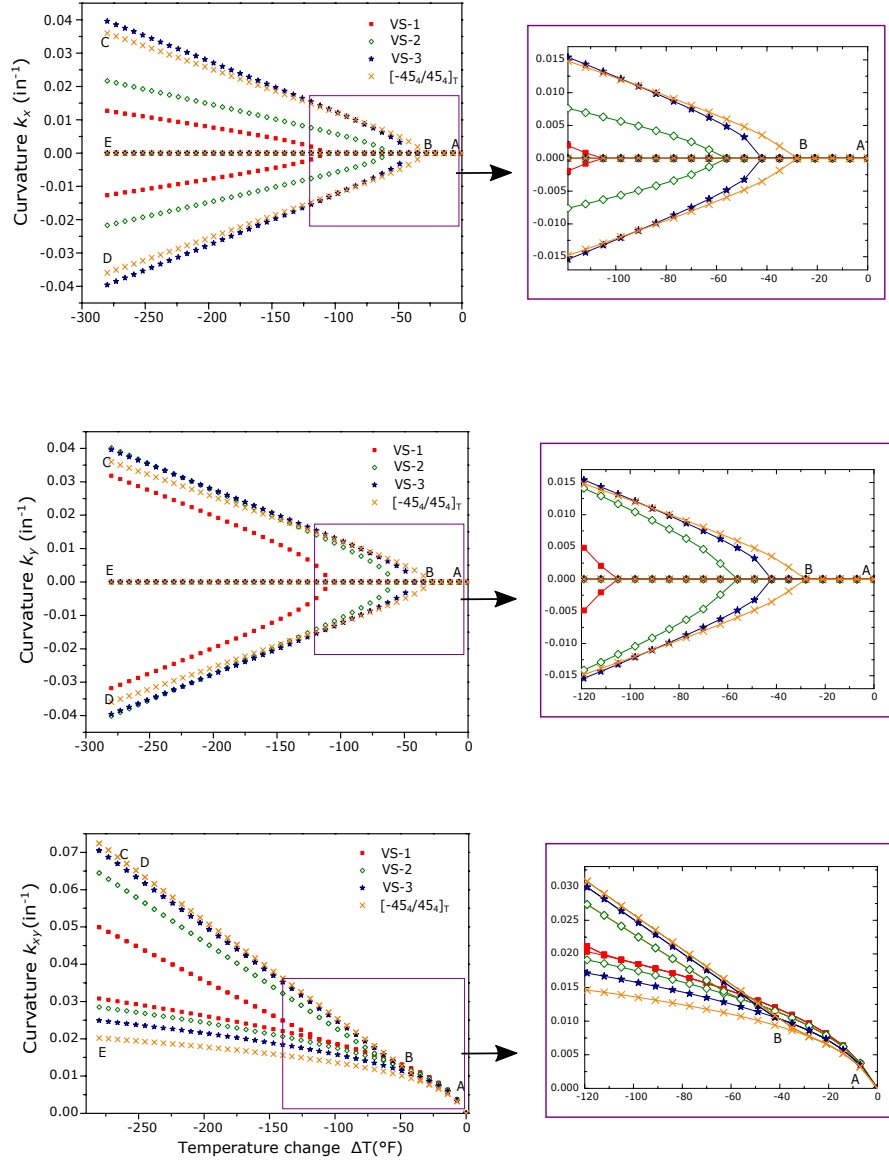 Curvature kx (in-1)
0.04
0.03
0.02
0.01
0.00
-0.01
-0.02
-0.03
-0.04
C
E
D
B
A
VS-1
VS-2
VS-3
[-454/454]T
-300 -250 -200 -150 -100 -50 0
0.015
0.010
0.005
0.000
-0.005
-0.010
-0.015
B
A
-100 -80 -60 -40 -20 0
Curvature ky (in-1)
0.04
0.03
0.02
0.01
0.00
-0.01
-0.02
-0.03
-0.04
C
E
D
B
A
VS-1
VS-2
VS-3
[-454/454]T
-300 -250 -200 -150 -100 -50 0
0.015
0.010
0.005
0.000
-0.005
-0.010
-0.015
B
A
-120 -100 -80 -60 -40 -20 0
Curvature kxy (in-1)
0.07
0.06
0.05
0.04
0.03
0.02
0.01
0.00
C
D
E
B
A
VS-1
VS-2
VS-3
[-454/454]T
-250 -200 -150 -100 -50 0
Temperature change ΔT(°F)
0.030
0.025
0.020
0.015
0.010
0.005
0.000
B
A
-120 -100 -80 -60 -40 -20 0